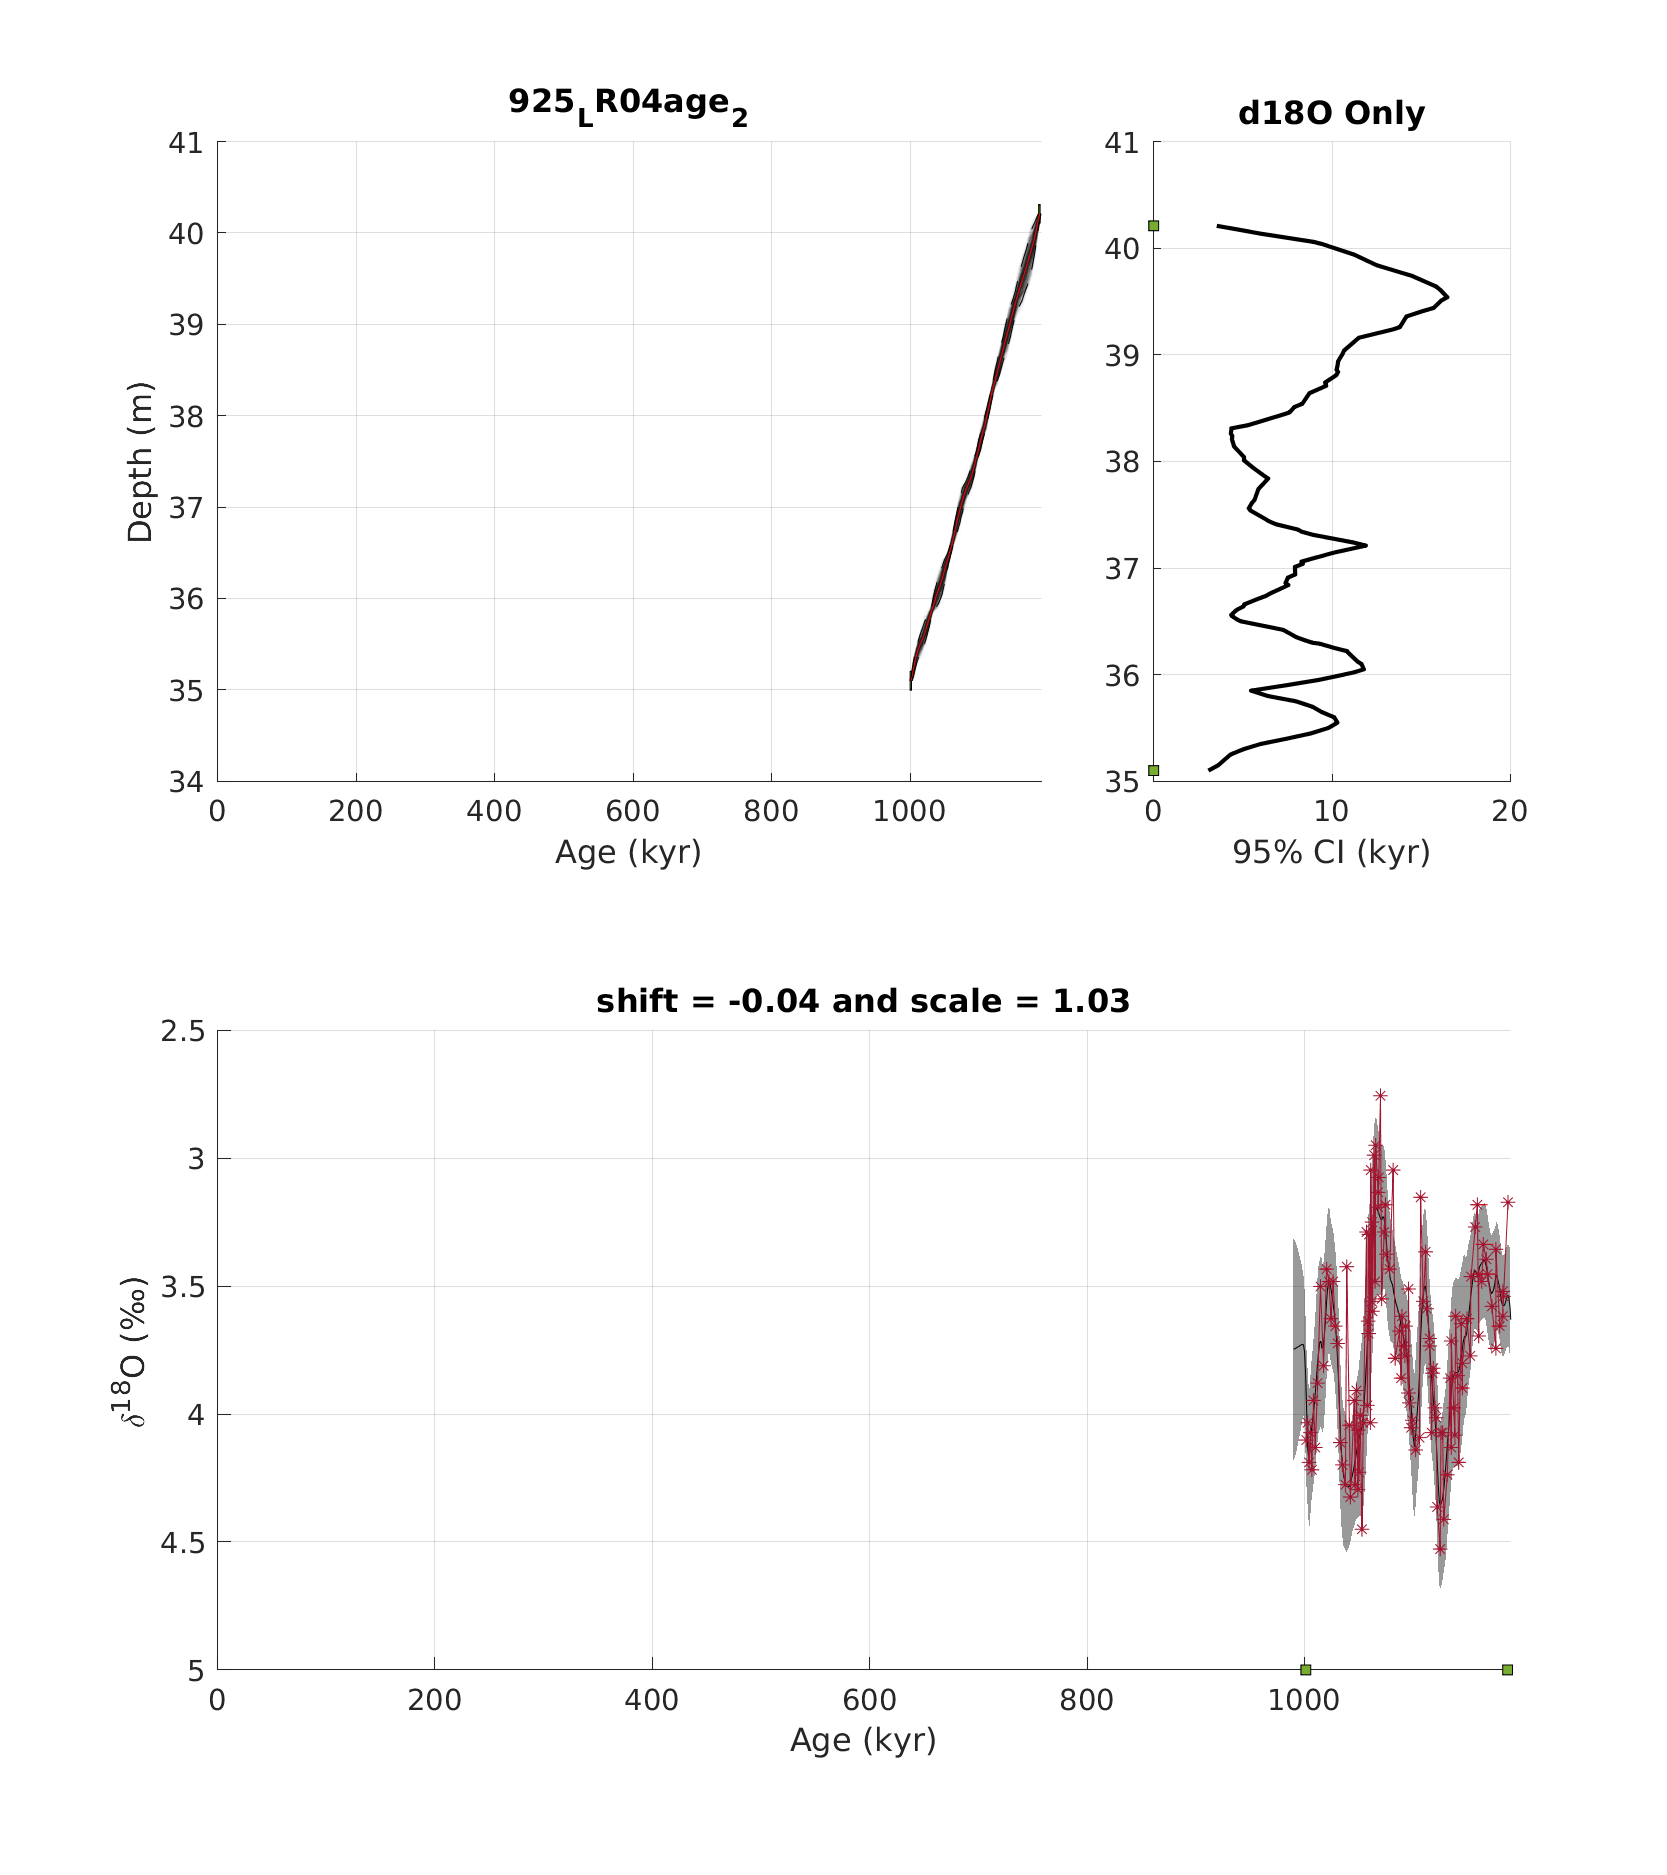 925LR04age2
41
40
39
38
37
36
35
34
0 200 400 600 800 1000
Age (kyr)
Depth (m)
d18O Only
41
40
39
38
37
36
35
0 10 20
95% CI (kyr)
shift = -0.04 and scale = 1.03
2.5
3
3.5
4
4.5
5
0 200 400 600 800 1000
Age (kyr)
δ18O (‰)